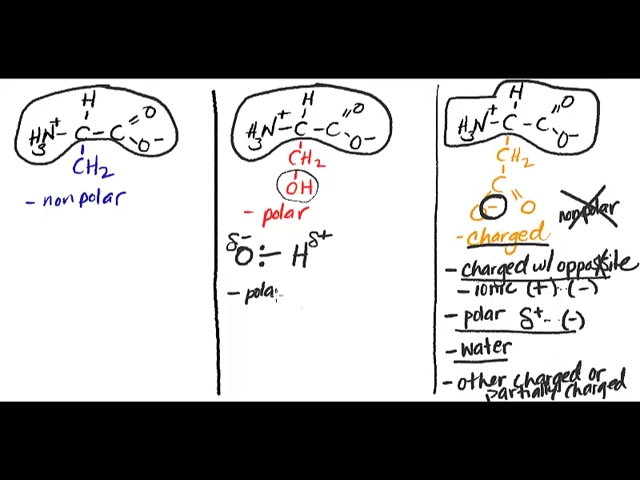 H
H₃N⁺ – C – C = O
O–
CH₂
- nonpolar
H
H₃N⁺ – C – C = O
O–
CH₂
OH
- polar
δ– O : – H δ+
- pola
H
H₃N⁺ – C – C = O
O–
CH₂
C
O– O
nonpolar
- charged
- charged w/ opposite
- ionic (+)···(-)
- polar δ+···(-)
- water
- other charged or
partially charged